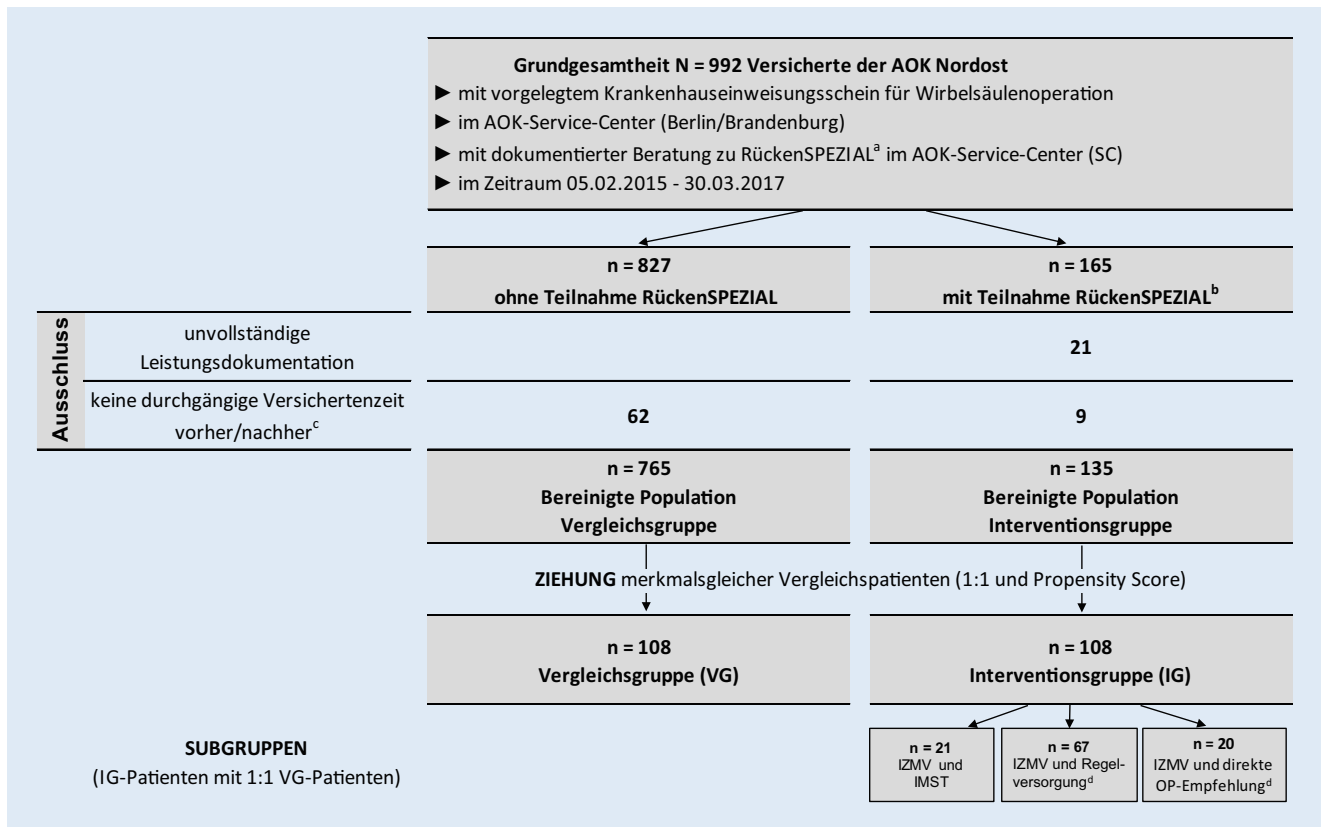 Grundgesamtheit N = 992 Versicherte der AOK Nordost
► mit vorgelegtem Krankenhauseinweisungsschein für Wirbelsäulenoperation
► im AOK-Service-Center (Berlin/Brandenburg)
► mit dokumentierter Beratung zu RückenSPEZIALᵃ im AOK-Service-Center (SC)
► im Zeitraum 05.02.2015 - 30.03.2017
n = 827
ohne Teilnahme RückenSPEZIAL
n = 165
mit Teilnahme RückenSPEZIALᵇ
Ausschluss
unvollständige
Leistungsdokumentation
21
keine durchgängige Versichertenzeit
vorher/nachherᶜ
62
9
n = 765
Bereinigte Population
Vergleichsgruppe
n = 135
Bereinigte Population
Interventionsgruppe
ZIEHUNG merkmalsgleicher Vergleichspatienten (1:1 und Propensity Score)
n = 108
Vergleichsgruppe (VG)
n = 108
Interventionsgruppe (IG)
SUBGRUPPEN
(IG-Patienten mit 1:1 VG-Patienten)
n = 21
IZMV und
IMST
n = 67
IZMV und Regel-
versorgungᵈ
n = 20
IZMV und direkte
OP-Empfehlungᵈ